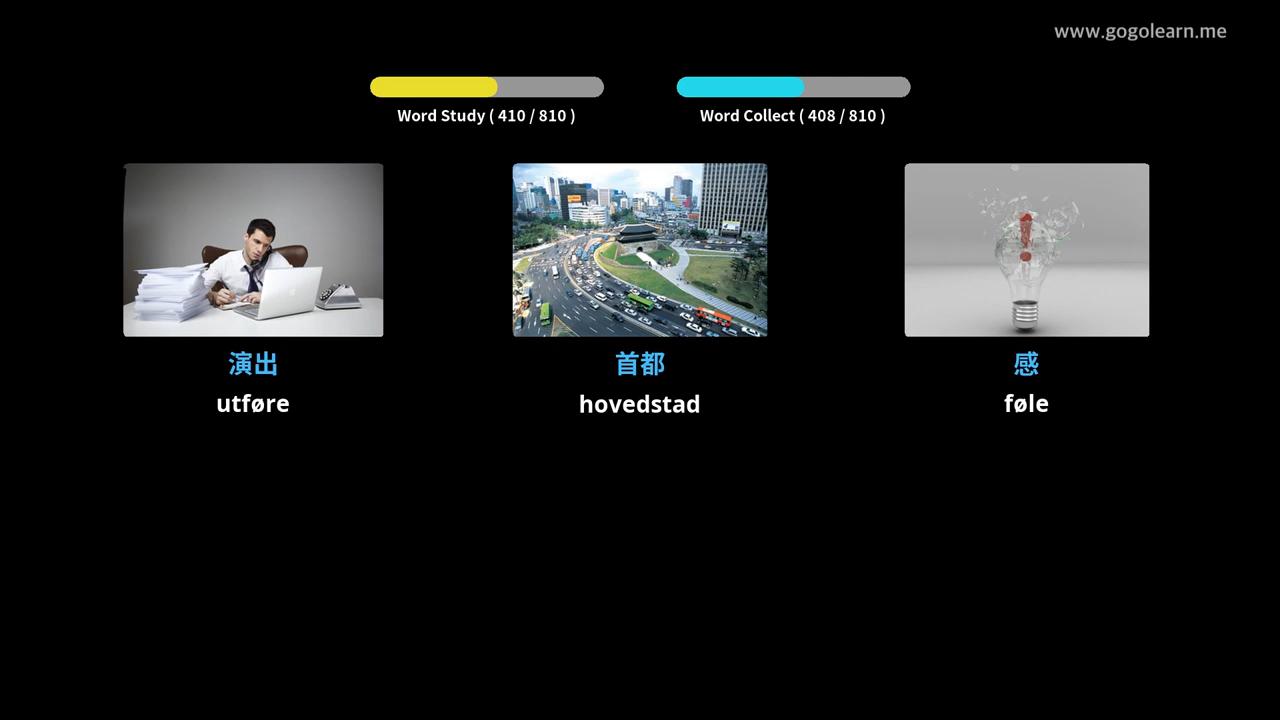 www.gogolearn.me
Word Study ( 410 / 810 )
Word Collect ( 408 / 810 )
演出
utføre
首都
hovedstad
感
føle